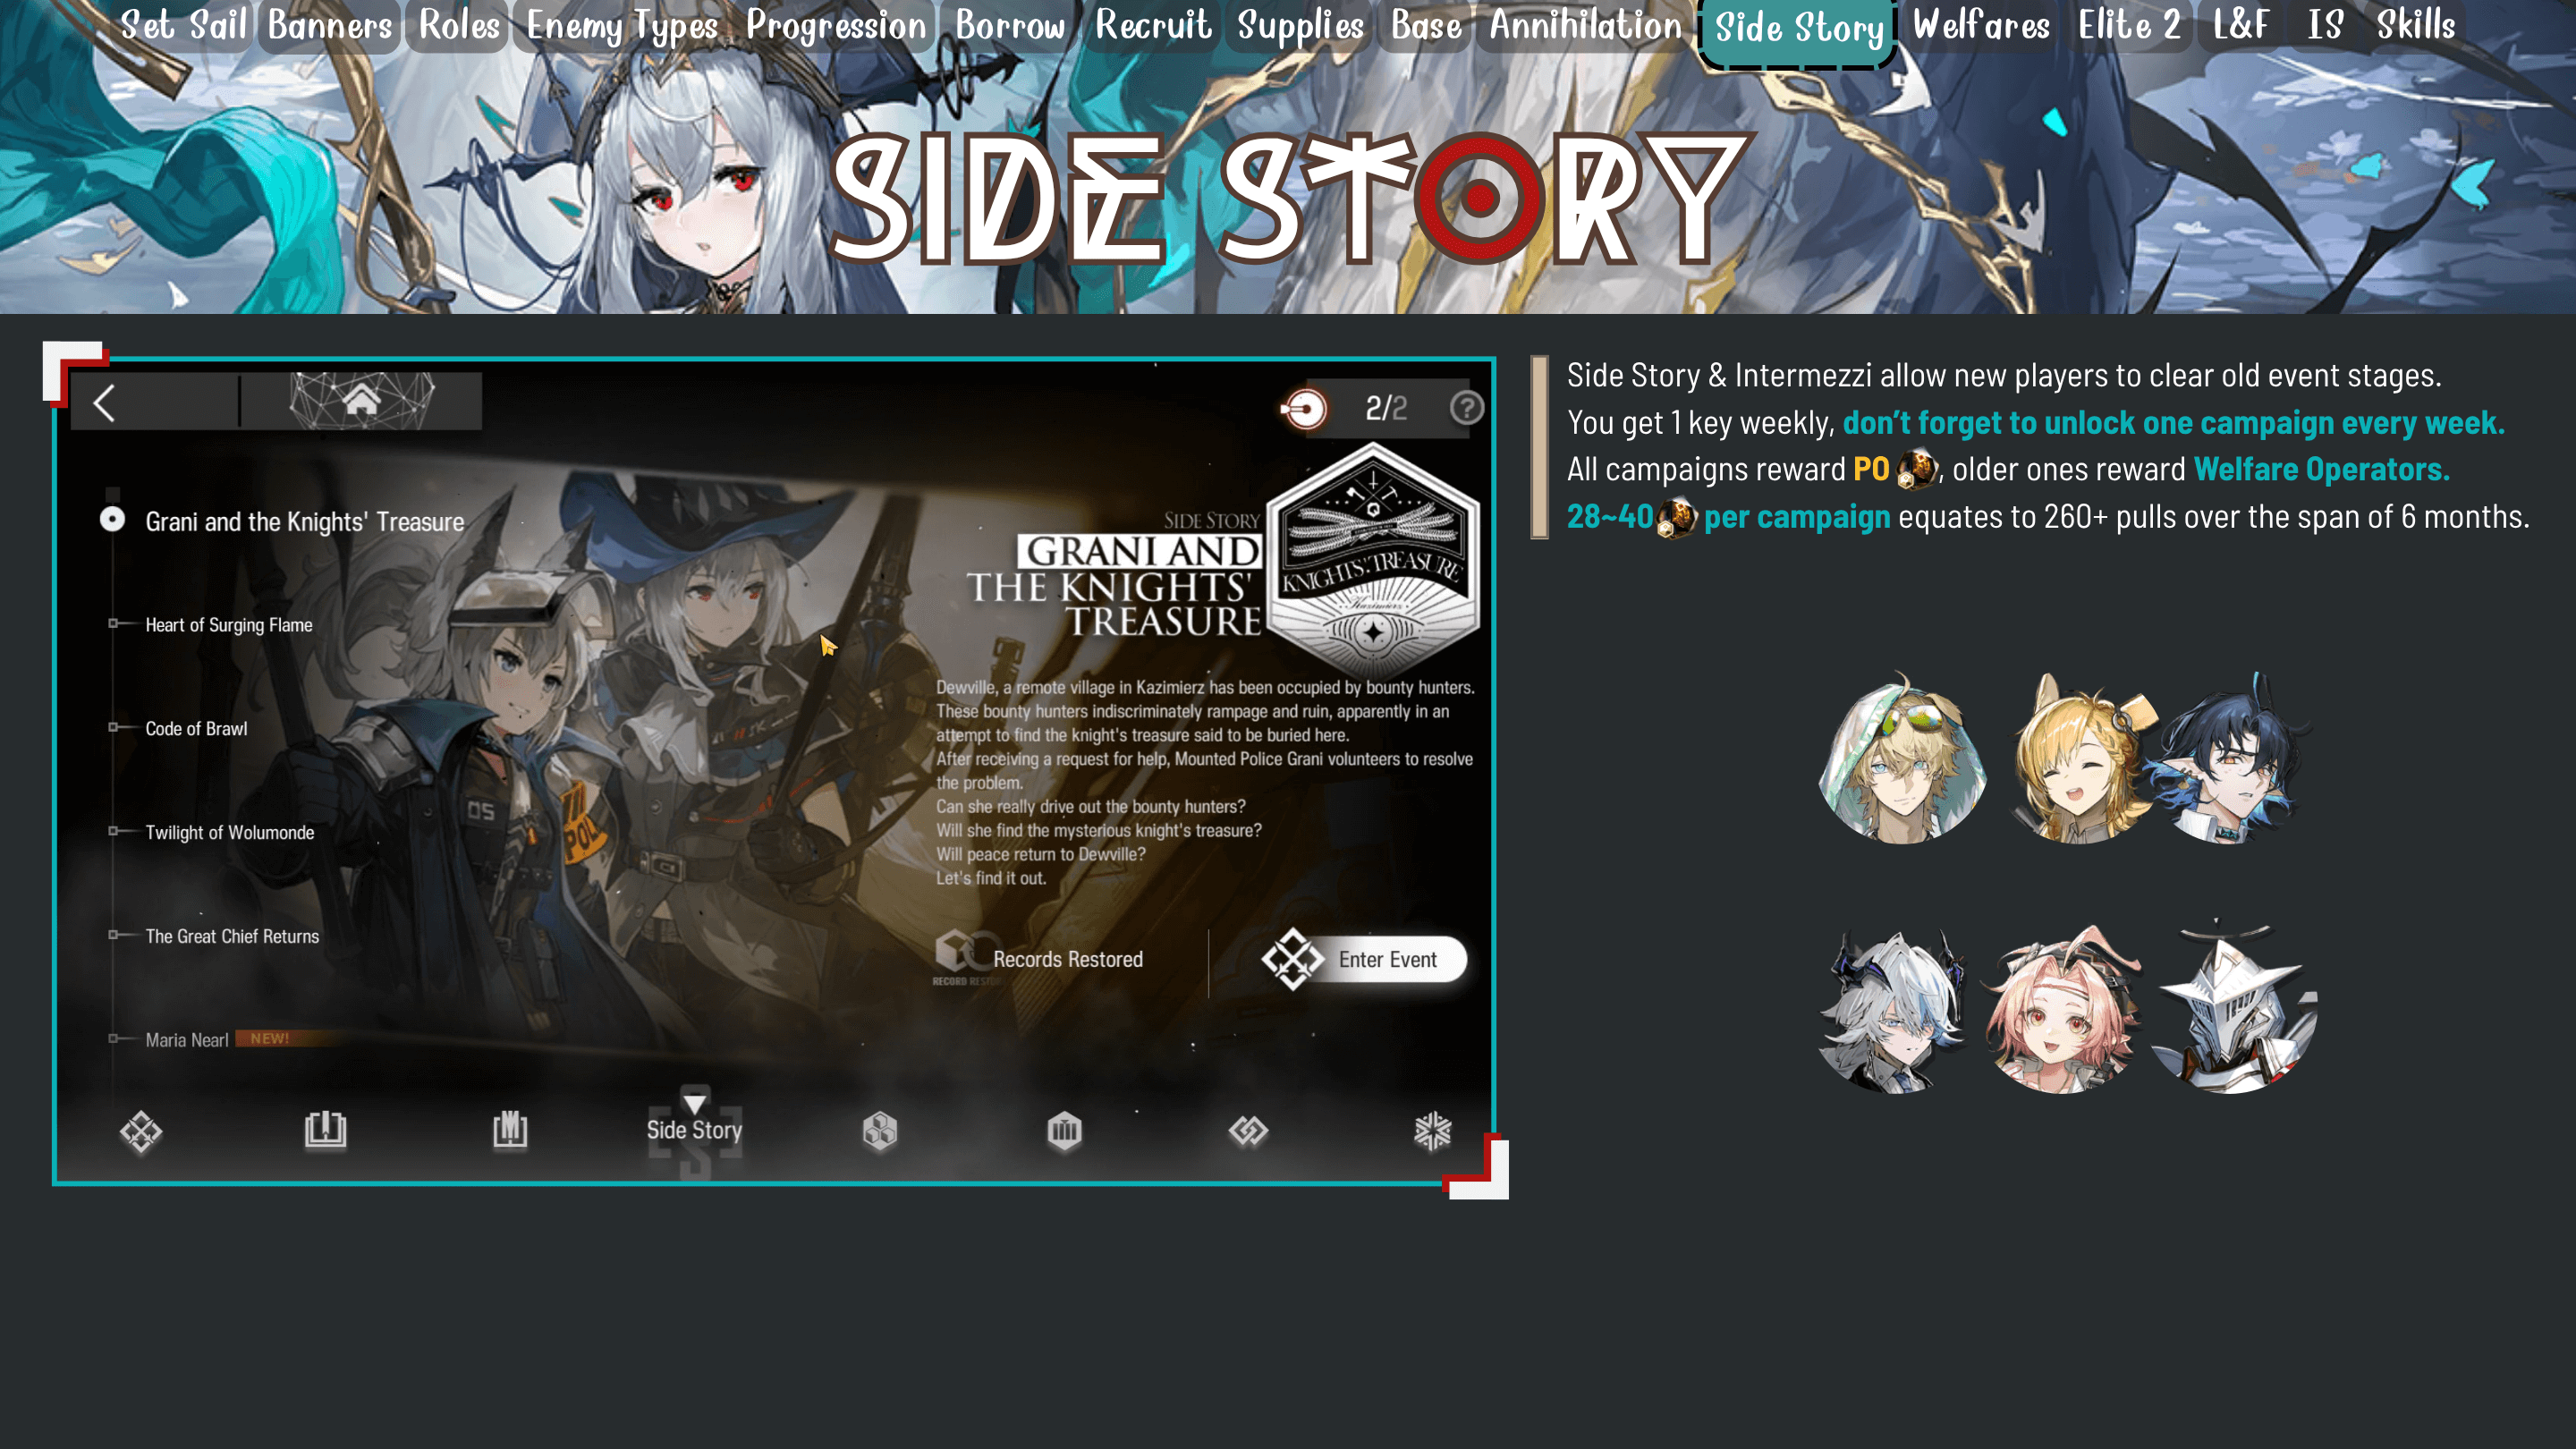 Set Sail Banners Roles Enemy Types Progression Borrow Recruit Supplies Base Annihilation Side Story Welfares Elite 2 L&F IS Skills
SIDE STORY
2/2
?
Grani and the Knights' Treasure
Heart of Surging Flame
Code of Brawl
Twilight of Wolumonde
The Great Chief Returns
Maria Nearl NEW!
SIDE STORY
GRANI AND
THE KNIGHTS'
TREASURE
KNIGHTS' TREASURE
Kazimierz
Dewville, a remote village in Kazimierz has been occupied by bounty hunters.
These bounty hunters indiscriminately rampage and ruin, apparently in an
attempt to find the knight's treasure said to be buried here.
After receiving a request for help, Mounted Police Grani volunteers to resolve
the problem.
Can she really drive out the bounty hunters?
Will she find the mysterious knight's treasure?
Will peace return to Dewville?
Let's find it out.
Records Restored
Enter Event
Side Story
Side Story & Intermezzi allow new players to clear old event stages.
You get 1 key weekly, don't forget to unlock one campaign every week.
All campaigns reward PO , older ones reward Welfare Operators.
28~40 per campaign equates to 260+ pulls over the span of 6 months.